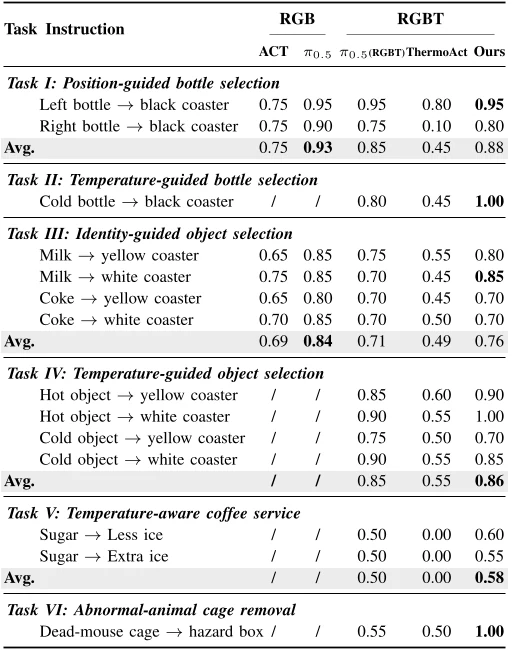 Task Instruction RGB RGBT
ACT π0.5 π0.5(RGBT) ThermoAct Ours
Task I: Position-guided bottle selection
Left bottle → black coaster 0.75 0.95 0.95 0.80 0.95
Right bottle → black coaster 0.75 0.90 0.75 0.10 0.80
Avg. 0.75 0.93 0.85 0.45 0.88
Task II: Temperature-guided bottle selection
Cold bottle → black coaster / / 0.80 0.45 1.00
Task III: Identity-guided object selection
Milk → yellow coaster 0.65 0.85 0.75 0.55 0.80
Milk → white coaster 0.75 0.85 0.70 0.45 0.85
Coke → yellow coaster 0.65 0.80 0.70 0.45 0.70
Coke → white coaster 0.70 0.85 0.70 0.50 0.70
Avg. 0.69 0.84 0.71 0.49 0.76
Task IV: Temperature-guided object selection
Hot object → yellow coaster / / 0.85 0.60 0.90
Hot object → white coaster / / 0.90 0.55 1.00
Cold object → yellow coaster / / 0.75 0.50 0.70
Cold object → white coaster / / 0.90 0.55 0.85
Avg. / / 0.85 0.55 0.86
Task V: Temperature-aware coffee service
Sugar → Less ice / / 0.50 0.00 0.60
Sugar → Extra ice / / 0.50 0.00 0.55
Avg. / / 0.50 0.00 0.58
Task VI: Abnormal-animal cage removal
Dead-mouse cage → hazard box / / 0.55 0.50 1.00